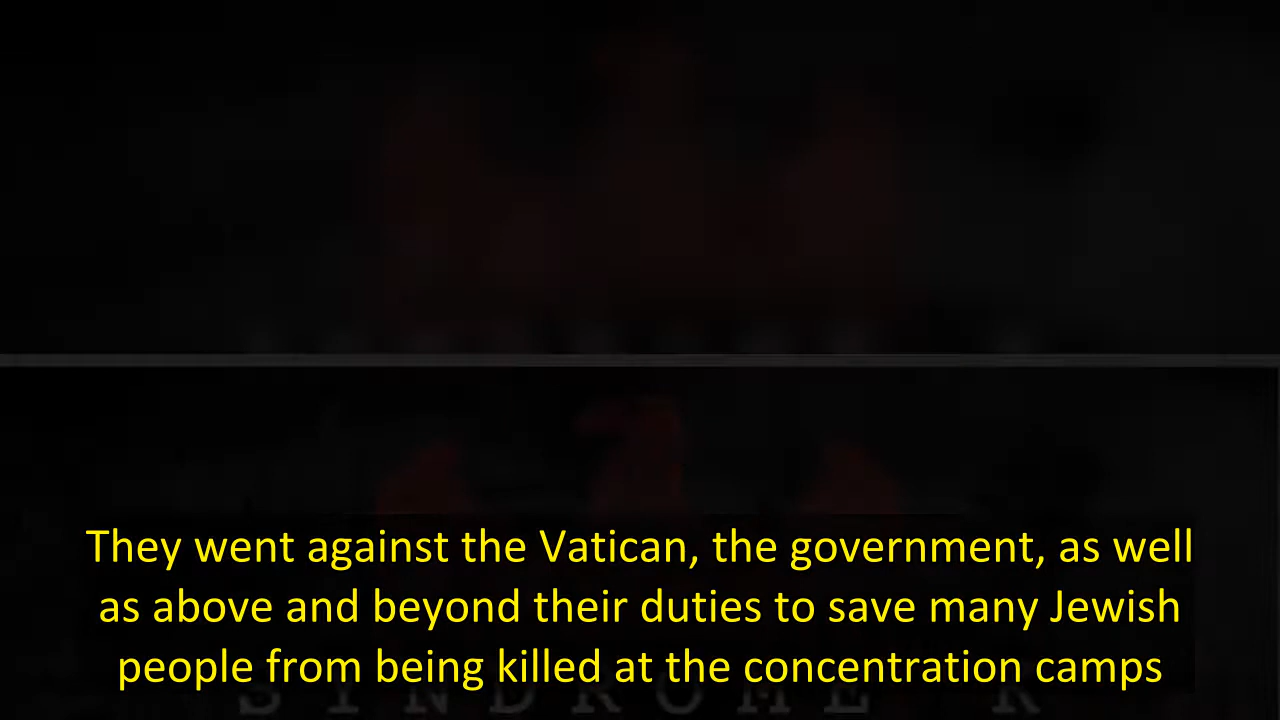 They went against the Vatican, the government, as well
as above and beyond their duties to save many Jewish
people from being killed at the concentration camps
SYNDROME K